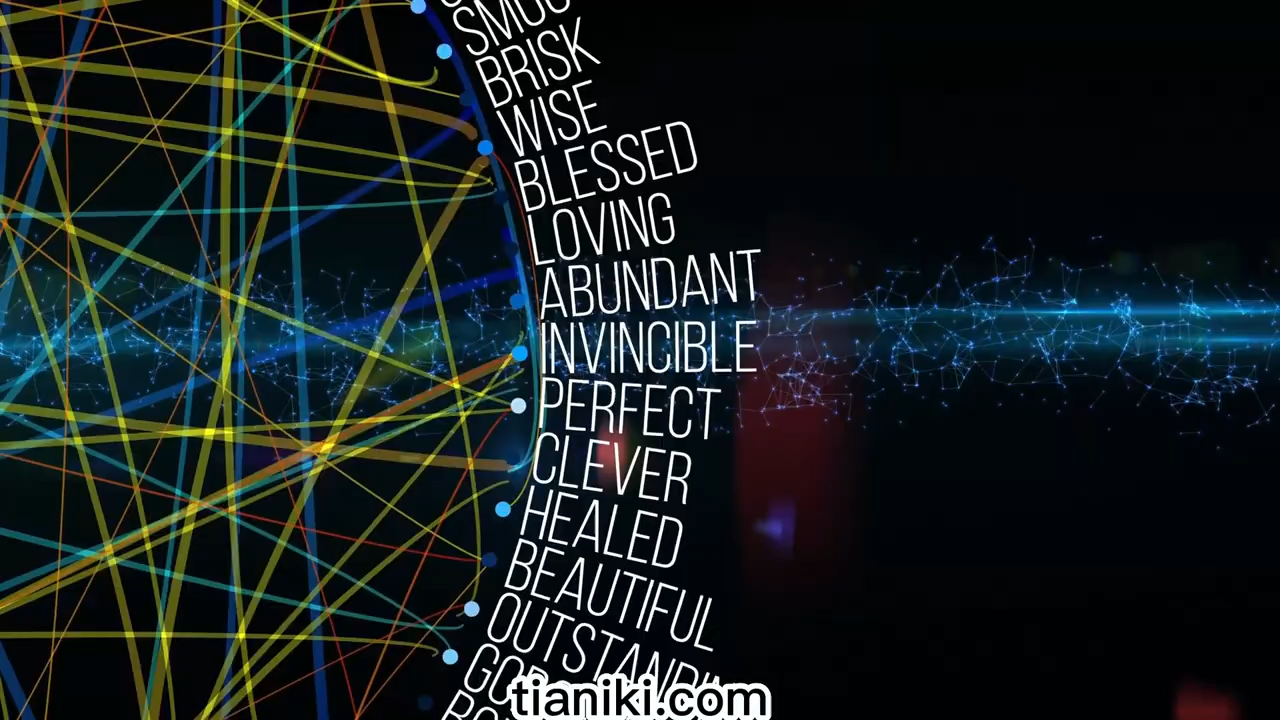 BRISK
WISE
BLESSED
LOVING
ABUNDANT
INVINCIBLE
PERFECT
CLEVER
HEALED
BEAUTIFUL
tianiki.com